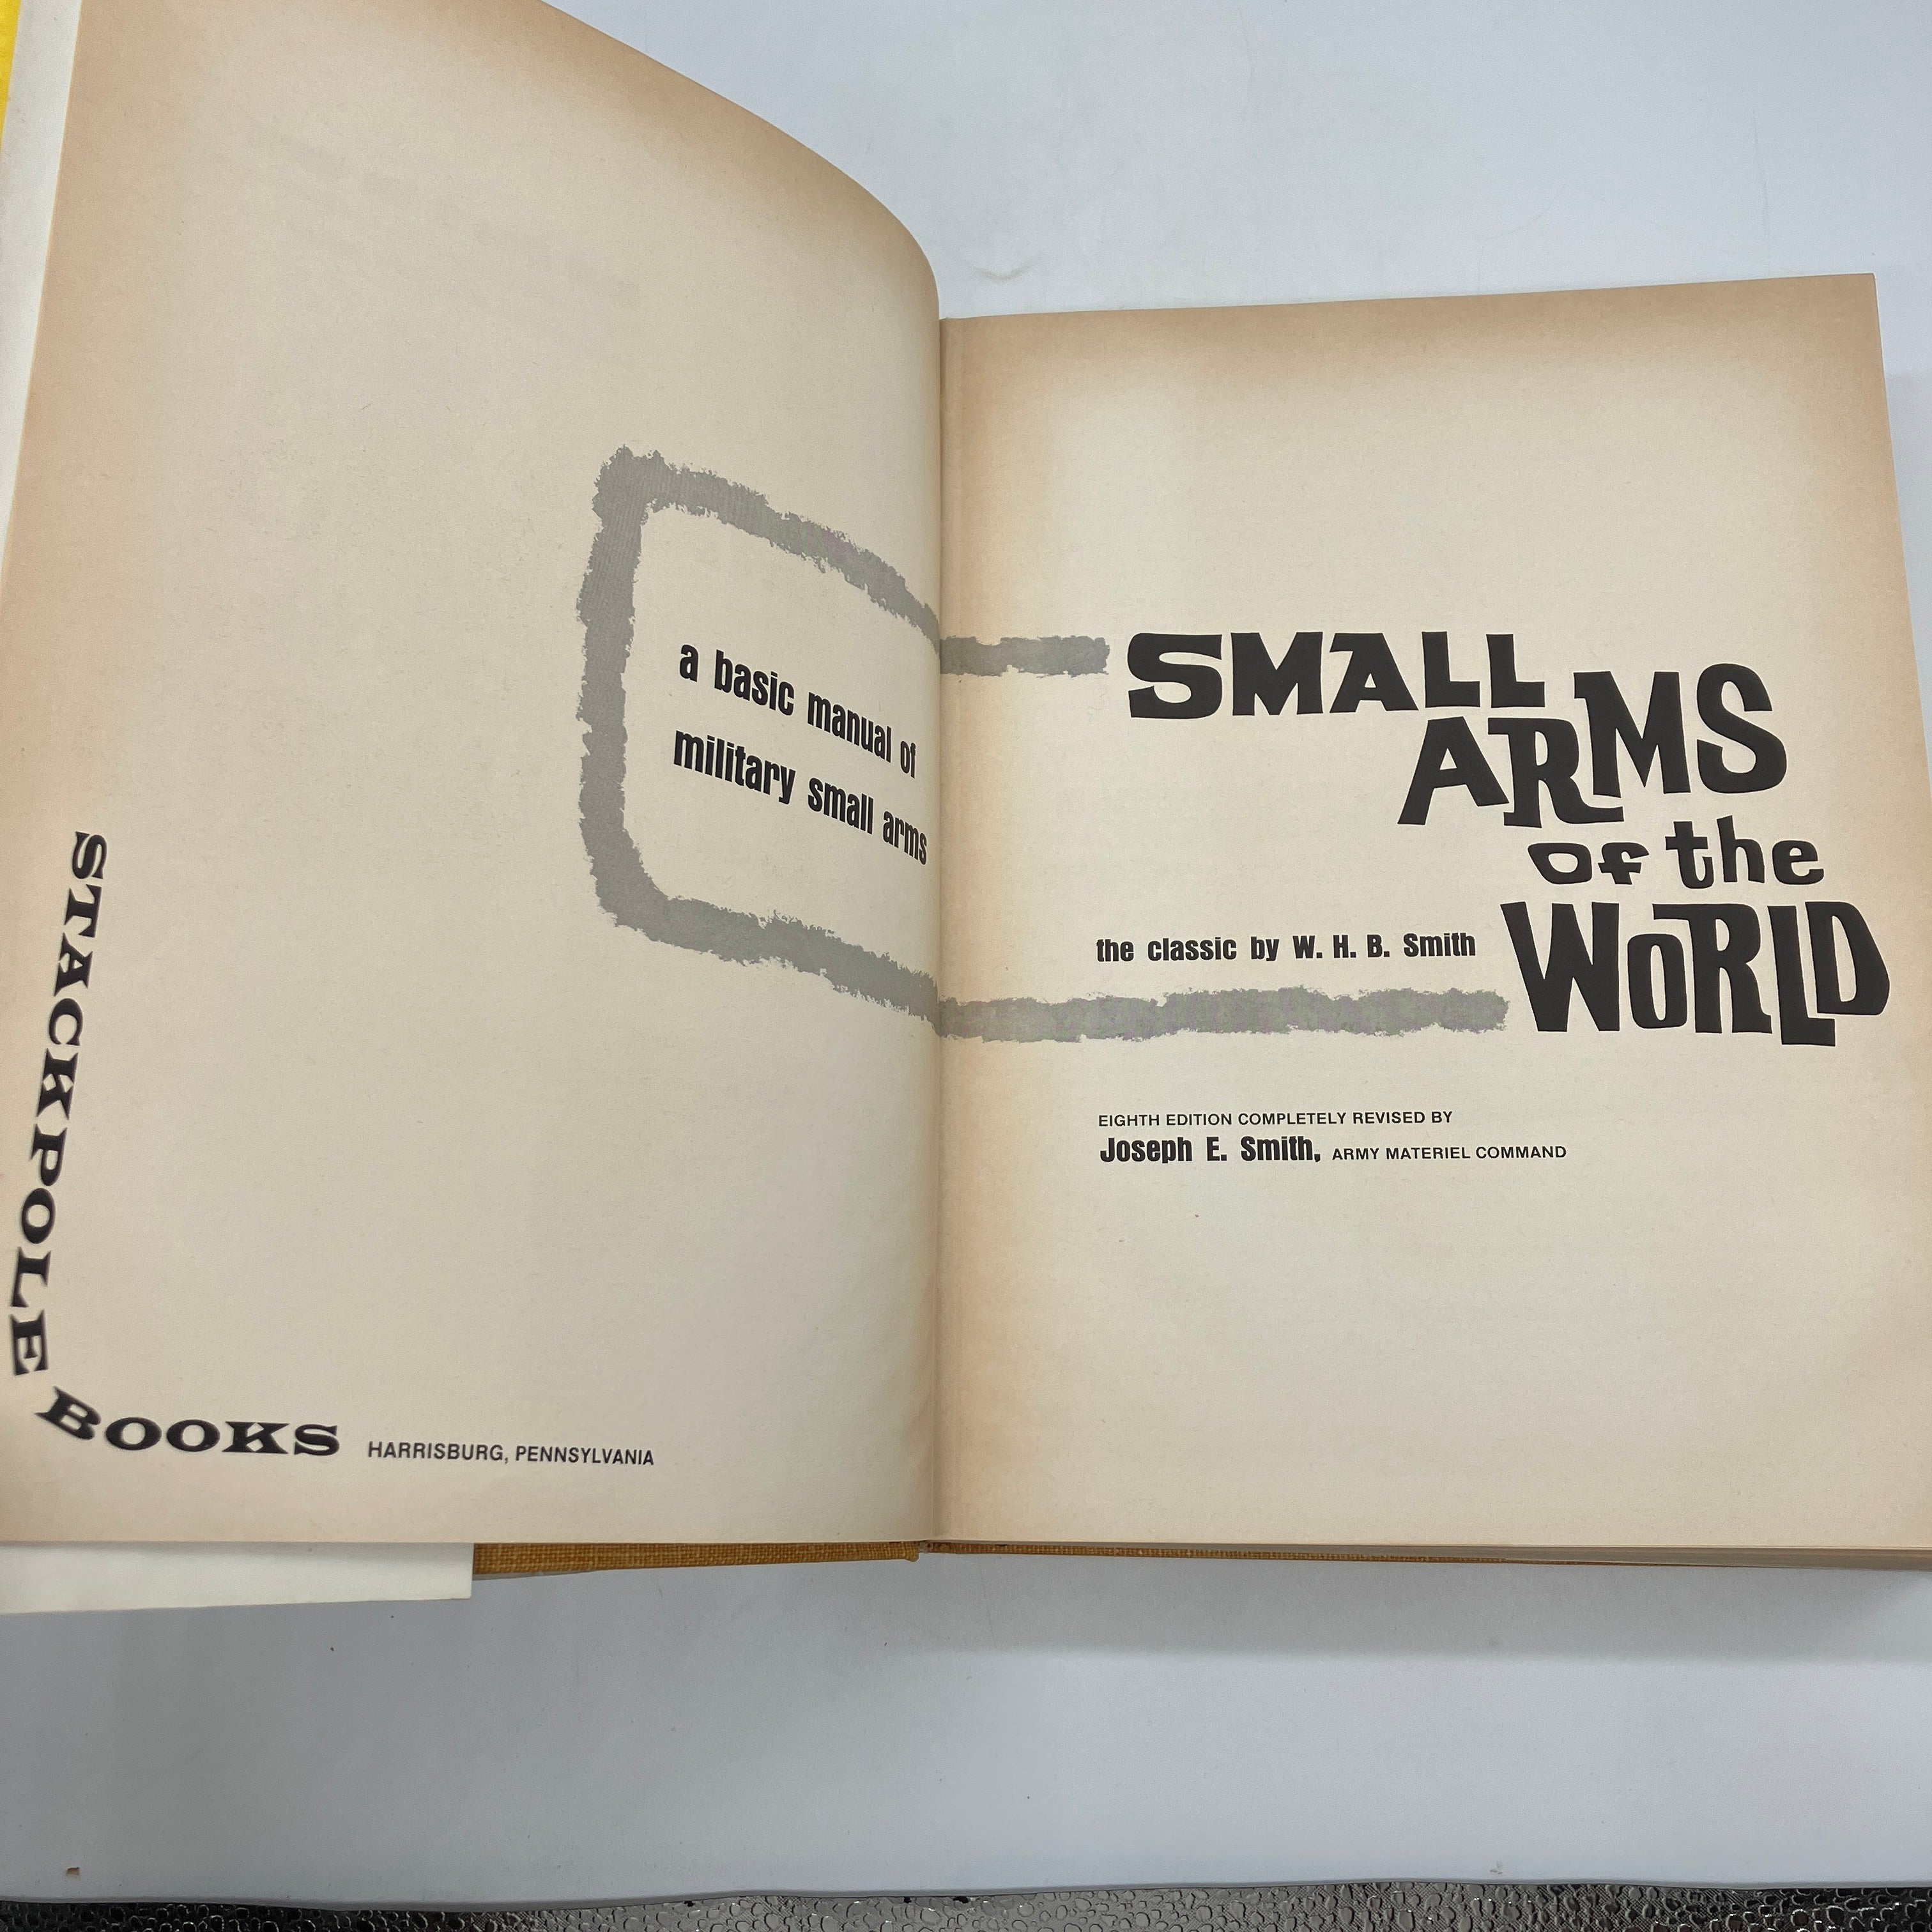 a basic manual of
military small arms
STACKPOLE
BOOKS HARRISBURG, PENNSYLVANIA
SMALL
ARMS
of the
WORLD
the classic by W. H. B. Smith
EIGHTH EDITION COMPLETELY REVISED BY
Joseph E. Smith, ARMY MATERIEL COMMAND